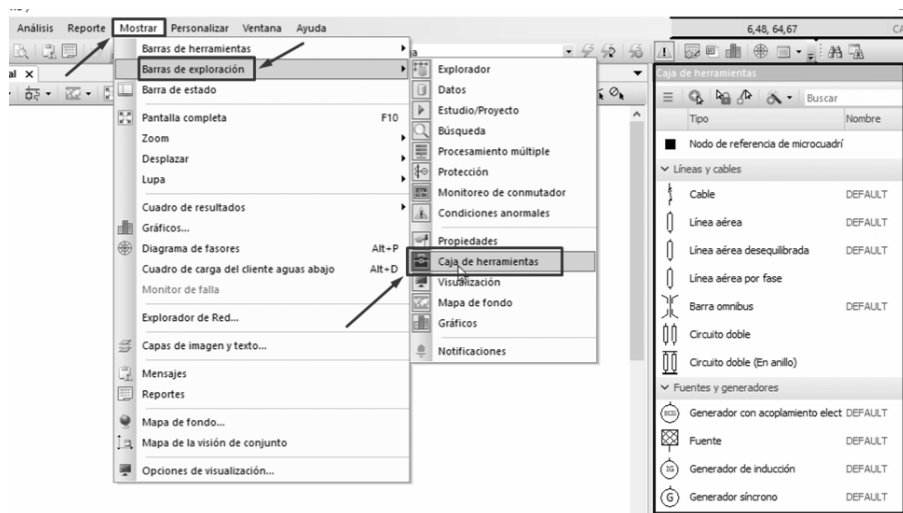 Análisis Reporte Mostrar Personalizar Ventana Ayuda
6,48, 64,67
Barras de herramientas
Barras de exploración
Barra de estado
Pantalla completa F10
Zoom
Desplazar
Lupa
Cuadro de resultados
Gráficos...
Diagrama de fasores Alt+P
Cuadro de carga del cliente aguas abajo Alt+D
Monitor de falla
Explorador de Red...
Capas de imagen y texto...
Mensajes
Reportes
Mapa de fondo...
Mapa de la visión de conjunto
Opciones de visualización...
Explorador
Datos
Estudio/Proyecto
Búsqueda
Procesamiento múltiple
Protección
Monitoreo de conmutador
Condiciones anormales
Propiedades
Caja de herramientas
Visualización
Mapa de fondo
Gráficos
Notificaciones
Caja de herramientas
Buscar
Tipo Nombre
Nodo de referencia de microcuadrí
Líneas y cables
Cable DEFAULT
Línea aérea DEFAULT
Línea aérea desequilibrada DEFAULT
Línea aérea por fase
Barra omnibus DEFAULT
Circuito doble
Circuito doble (En anillo)
Fuentes y generadores
ECG Generador con acoplamiento elect DEFAULT
Fuente DEFAULT
IG Generador de inducción DEFAULT
G Generador síncrono DEFAULT